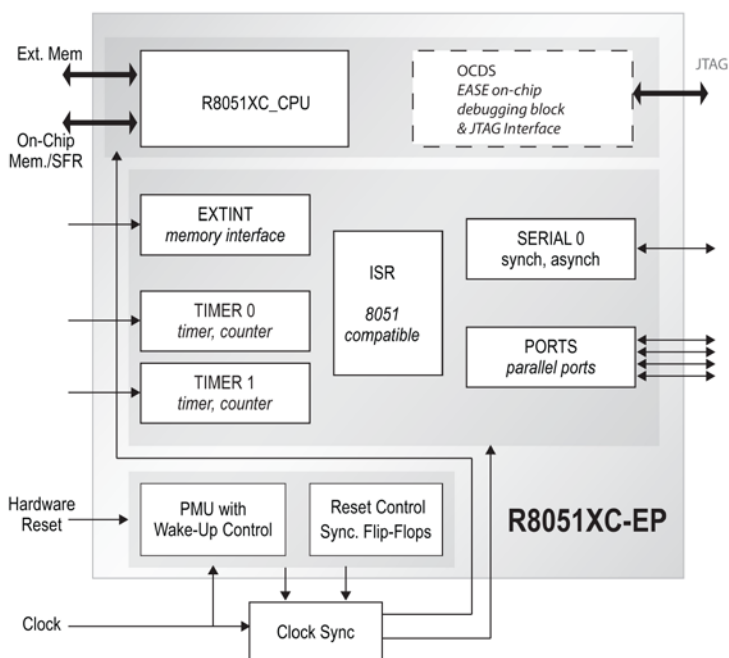 Ext. Mem
R8051XC_CPU
On-Chip
Mem./SFR
OCDS
EASE on-chip
debugging block
& JTAG Interface
JTAG
EXTINT
memory interface
TIMER 0
timer, counter
TIMER 1
timer, counter
ISR
8051
compatible
SERIAL 0
synch, asynch
PORTS
parallel ports
Hardware
Reset
PMU with
Wake-Up Control
Reset Control
Sync. Flip-Flops
R8051XC-EP
Clock
Clock Sync